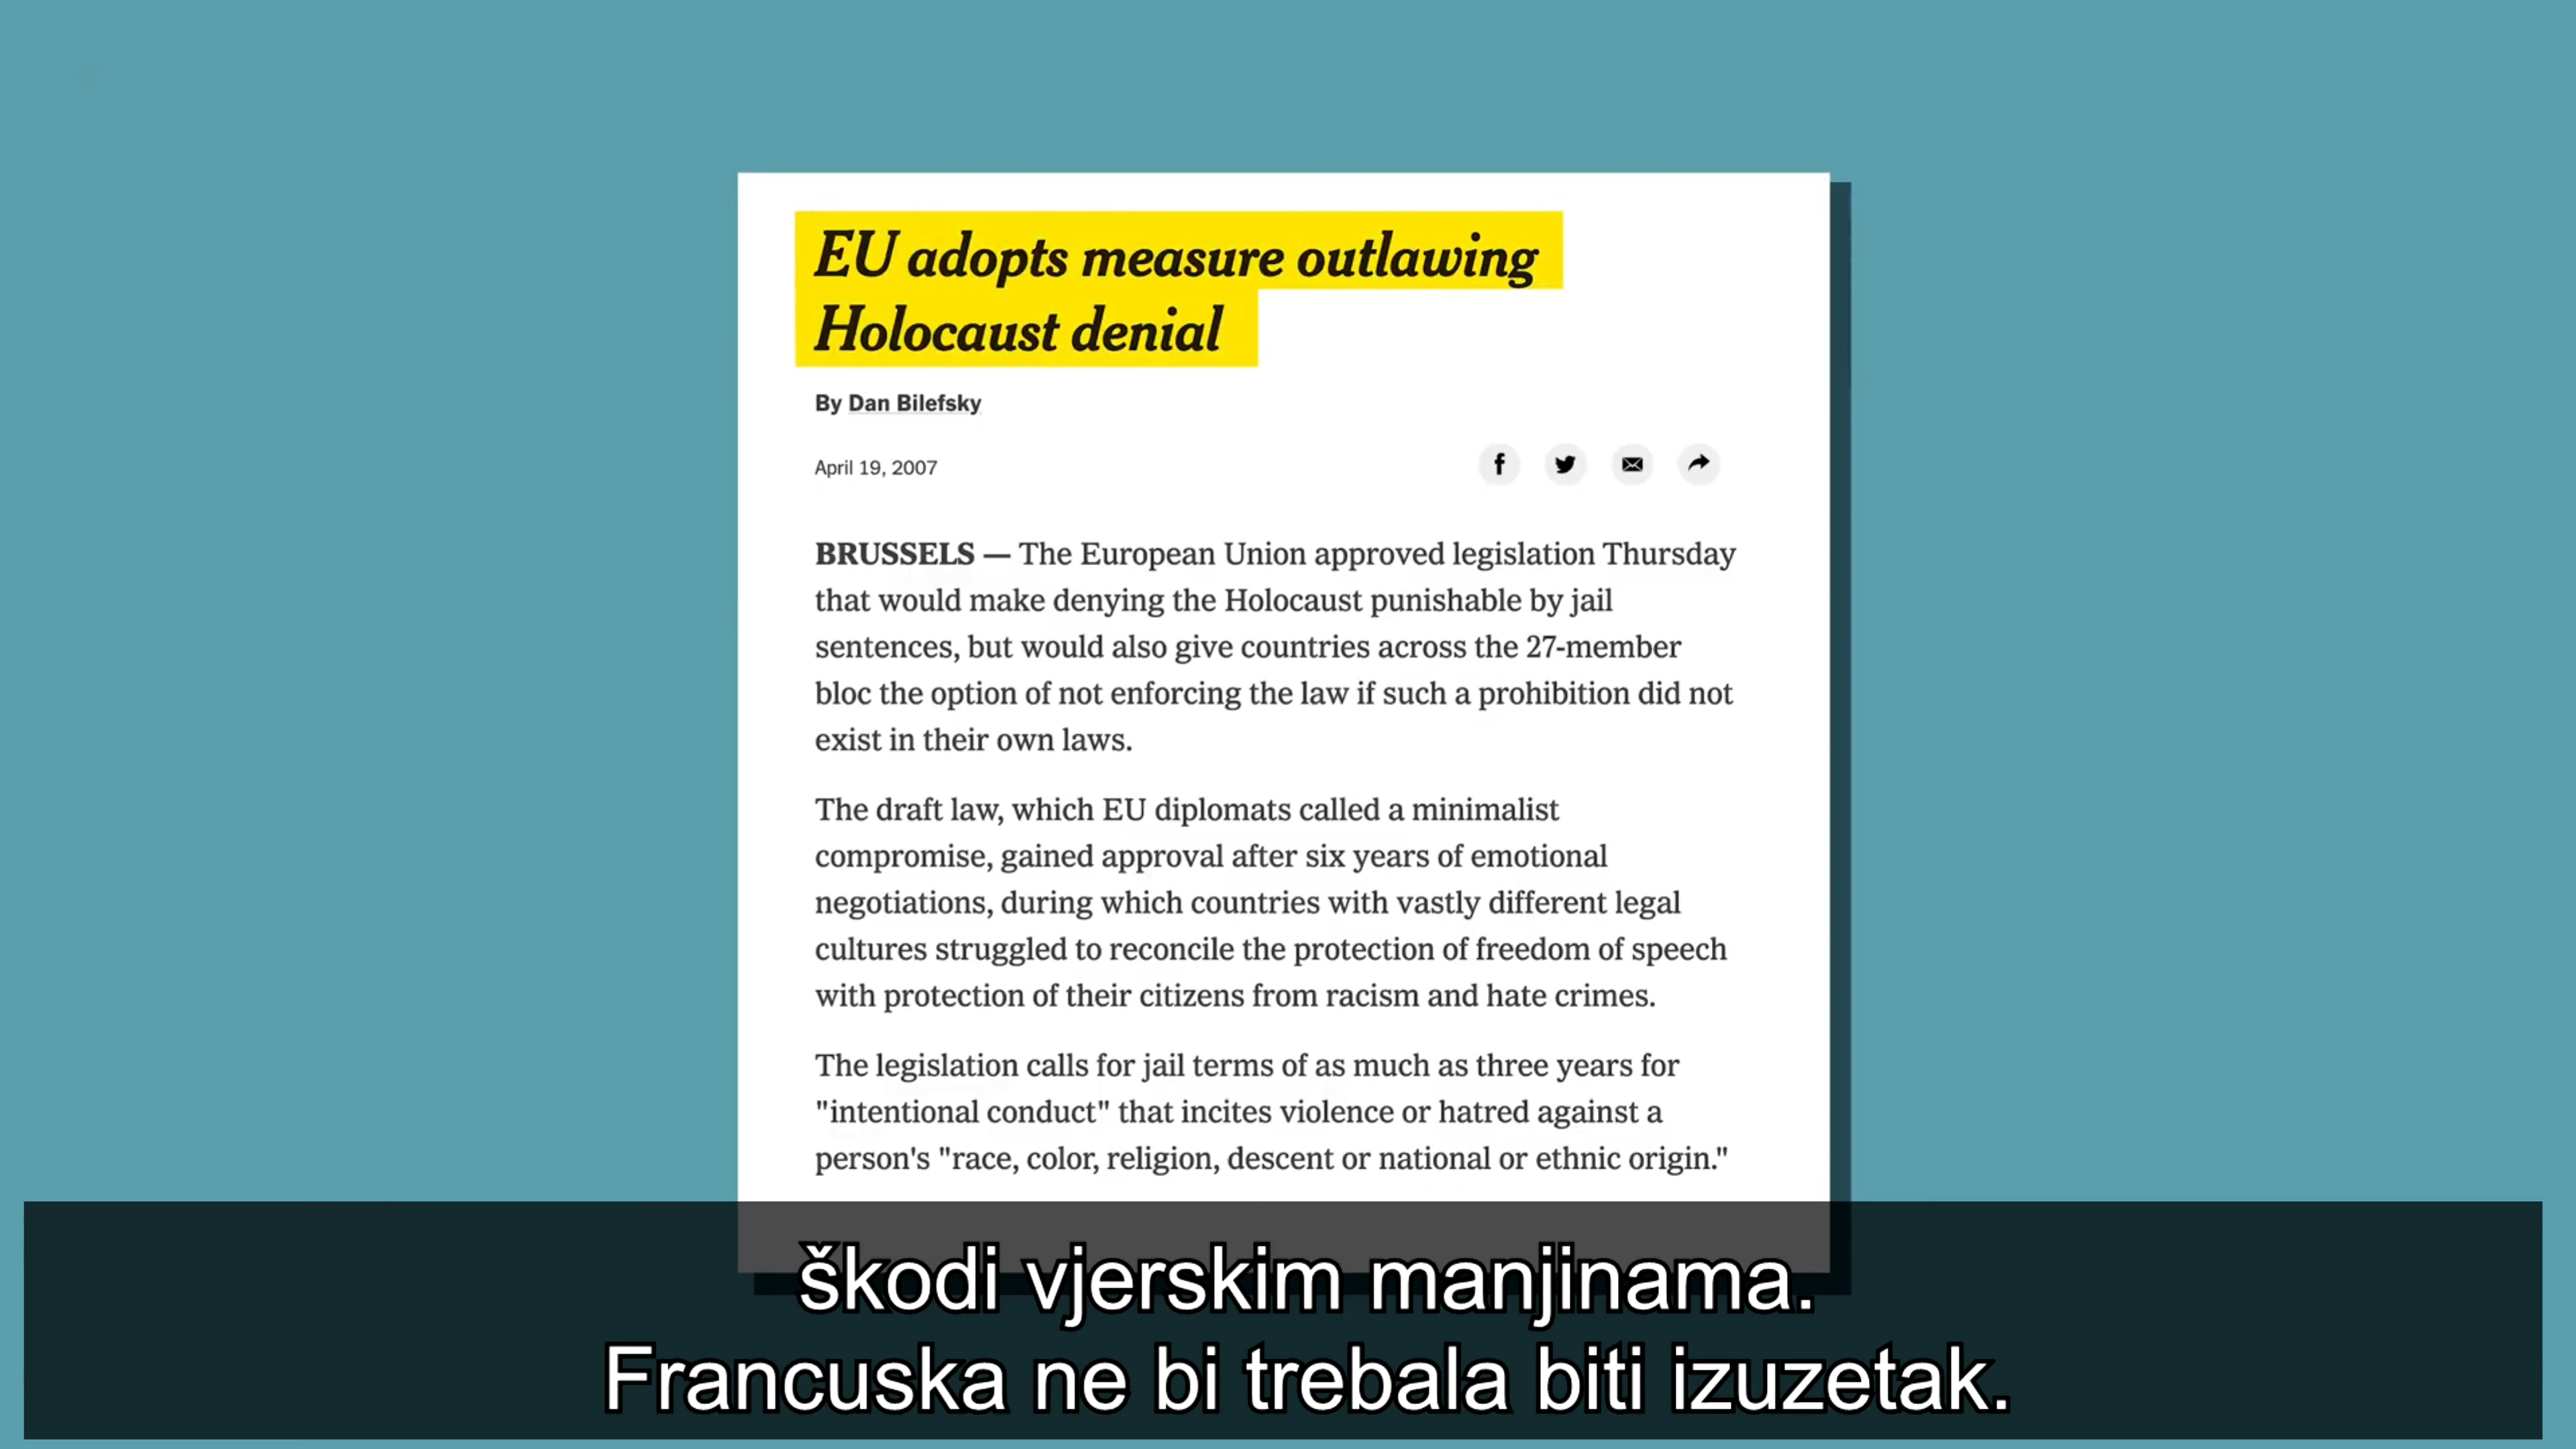 EU adopts measure outlawing
Holocaust denial
By Dan Bilefsky
April 19, 2007
BRUSSELS — The European Union approved legislation Thursday
that would make denying the Holocaust punishable by jail
sentences, but would also give countries across the 27-member
bloc the option of not enforcing the law if such a prohibition did not
exist in their own laws.
The draft law, which EU diplomats called a minimalist
compromise, gained approval after six years of emotional
negotiations, during which countries with vastly different legal
cultures struggled to reconcile the protection of freedom of speech
with protection of their citizens from racism and hate crimes.
The legislation calls for jail terms of as much as three years for
"intentional conduct" that incites violence or hatred against a
person's "race, color, religion, descent or national or ethnic origin."
škodi vjerskim manjinama.
Francuska ne bi trebala biti izuzetak.